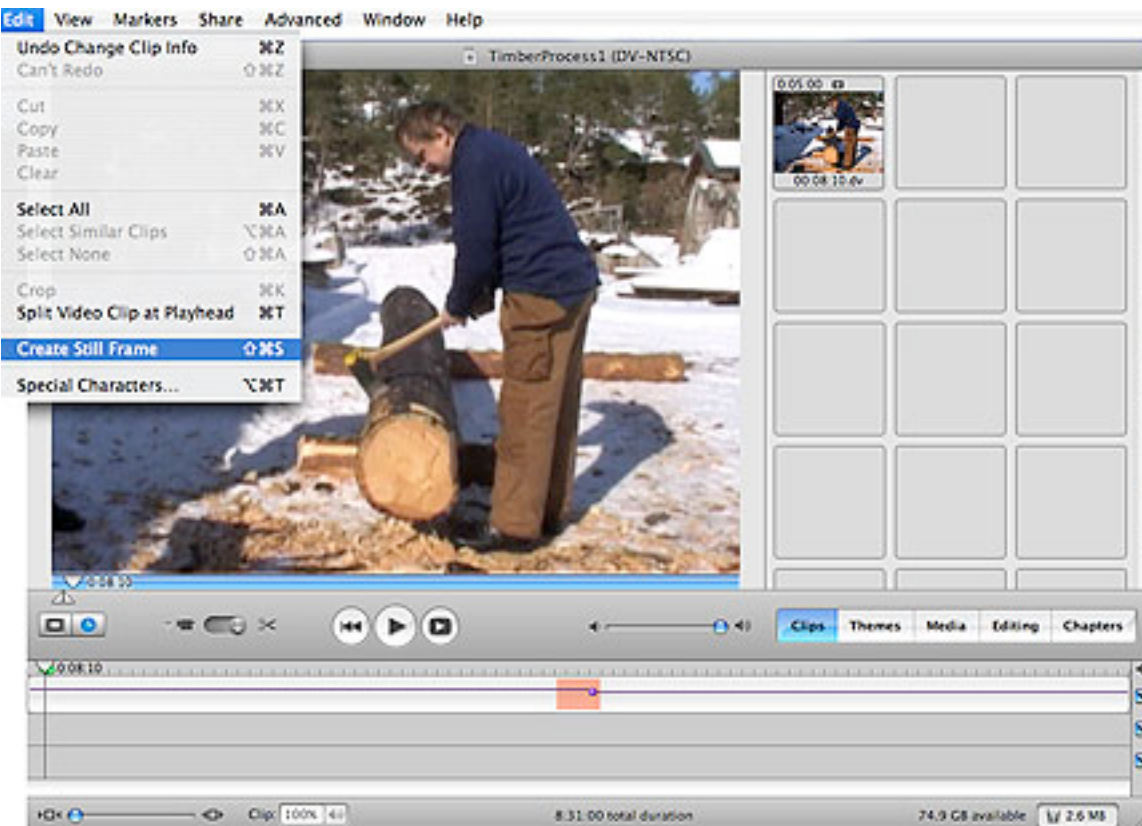 Edit View Markers Share Advanced Window Help
Undo Change Clip Info ⌘Z
Can't Redo ⇧⌘Z
Cut ⌘X
Copy ⌘C
Paste ⌘V
Clear
Select All ⌘A
Select Similar Clips ⌥⌘A
Select None ⇧⌘A
Crop ⌘K
Split Video Clip at Playhead ⌘T
Create Still Frame ⇧⌘S
Special Characters... ⌥⌘T
TimberProcess1 (DV-NTSC)
0:05:00
00:08:10.dv
0:08:10
Clips Themes Media Editing Chapters
0:08:10
Clip: 100%
8:31:00 total duration
74.9 GB available
2.6 MB